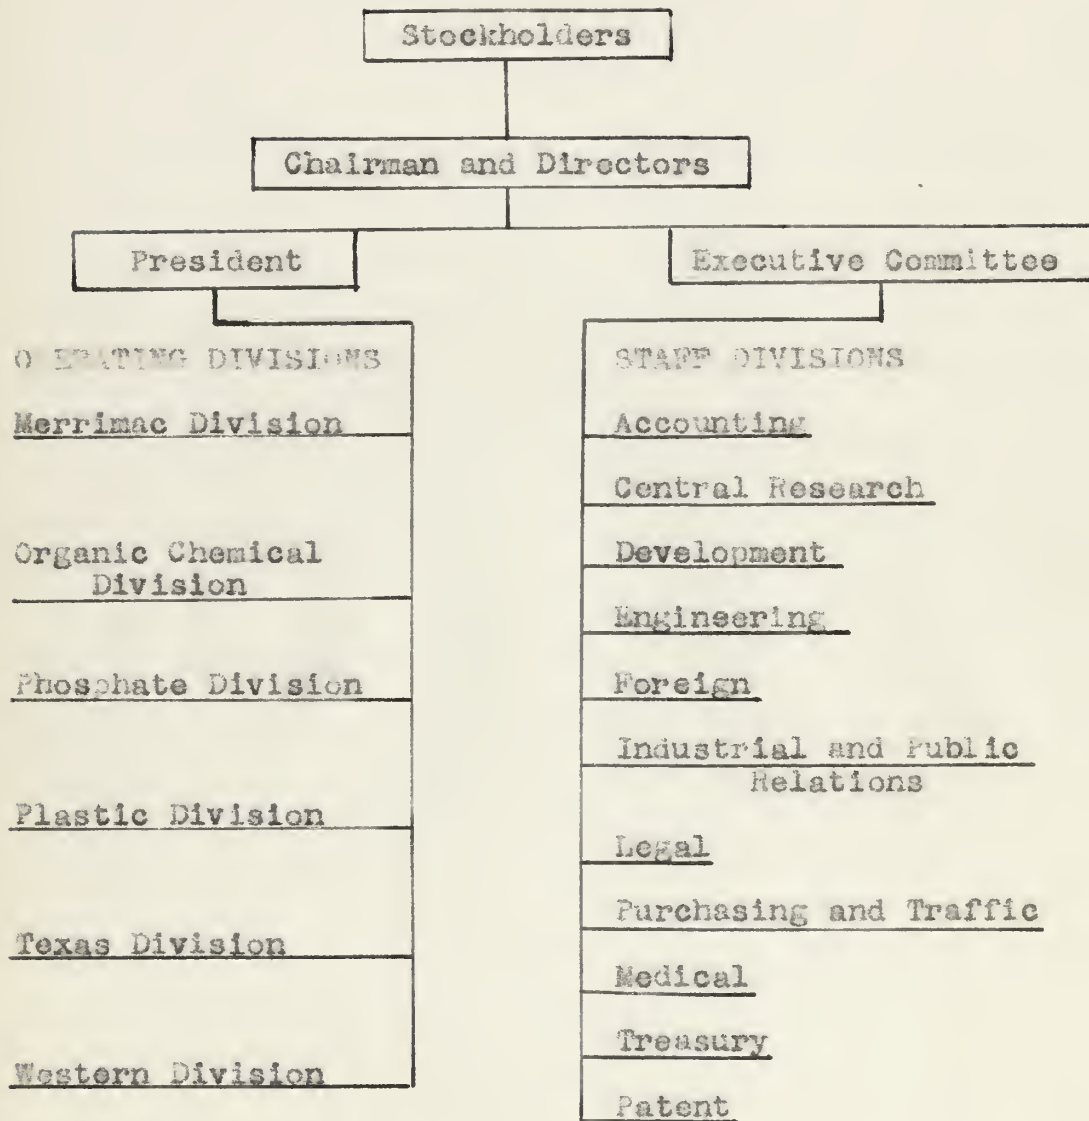 Stockholders
Chairman and Directors
President
Executive Committee
O ERATING DIVISIONS
Merrimac Division
Organic Chemical
Division
Phosphate Division
Plastic Division
Texas Division
Western Division
STAFF DIVISIONS
Accounting
Central Research
Development
Engineering
Foreign
Industrial and Public
Relations
Legal
Purchasing and Traffic
Medical
Treasury
Patent